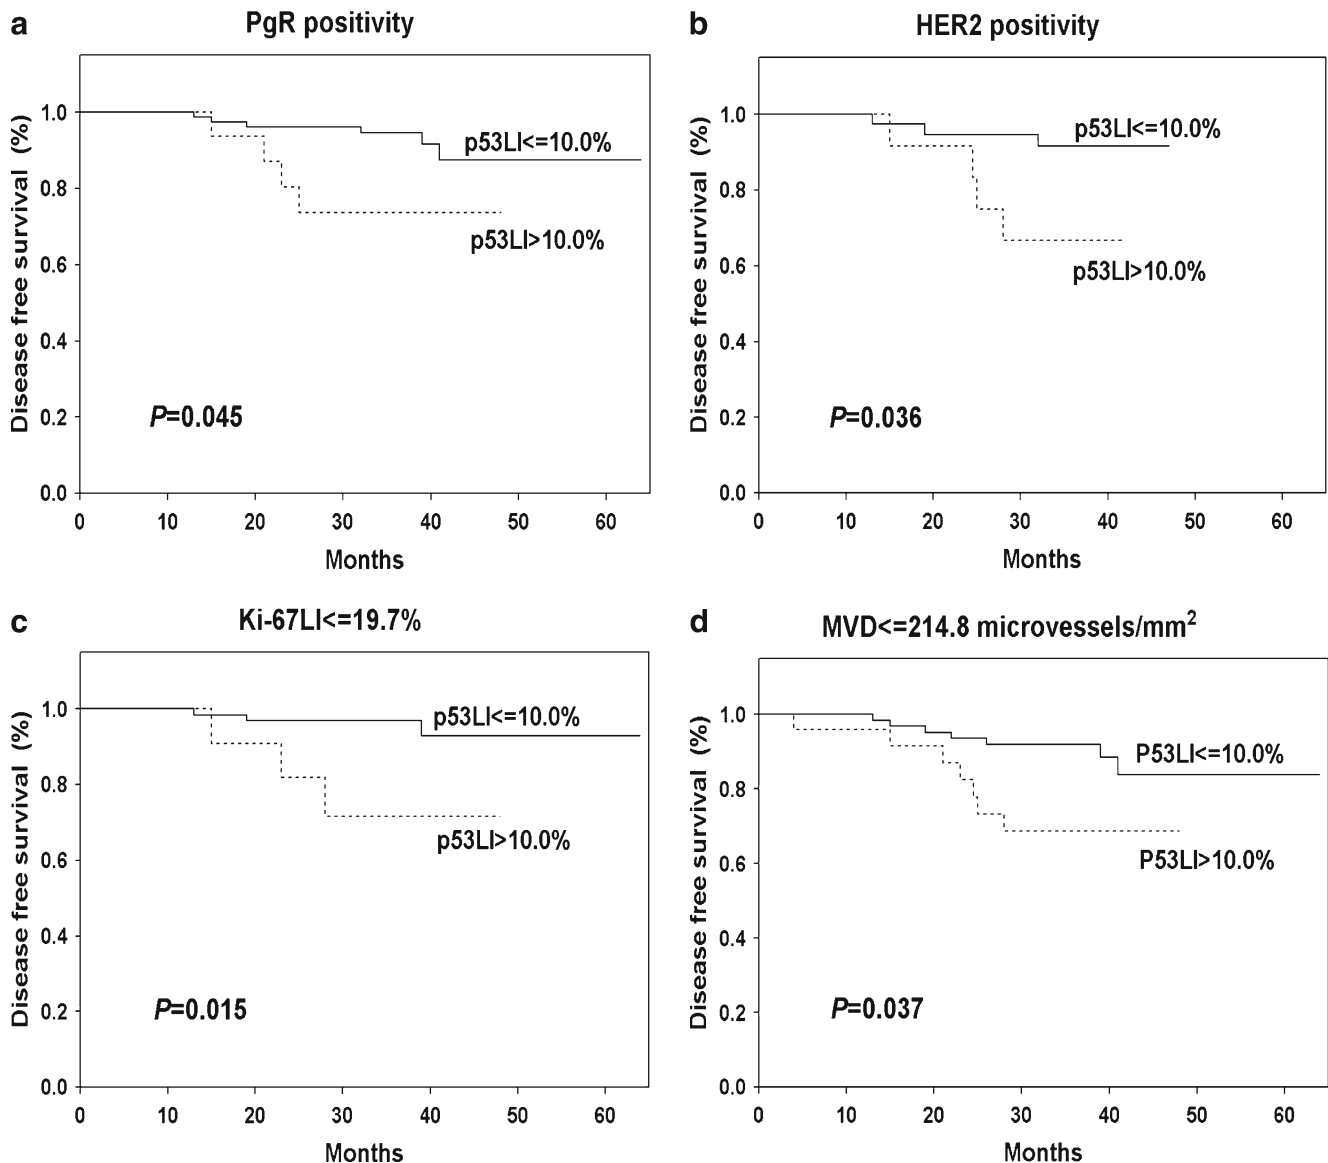 a
PgR positivity
Disease free survival (%)
1.0
0.8
0.6
0.4
0.2
0.0
p53LI<=10.0%
p53LI>10.0%
P=0.045
0 10 20 30 40 50 60
Months
b
HER2 positivity
Disease free survival (%)
1.0
0.8
0.6
0.4
0.2
0.0
p53LI<=10.0%
p53LI>10.0%
P=0.036
0 10 20 30 40 50 60
Months
c
Ki-67LI<=19.7%
Disease free survival (%)
1.0
0.8
0.6
0.4
0.2
0.0
p53LI<=10.0%
p53LI>10.0%
P=0.015
0 10 20 30 40 50 60
Months
d
MVD<=214.8 microvessels/mm²
Disease free survival (%)
1.0
0.8
0.6
0.4
0.2
0.0
P53LI<=10.0%
P53LI>10.0%
P=0.037
0 10 20 30 40 50 60
Months